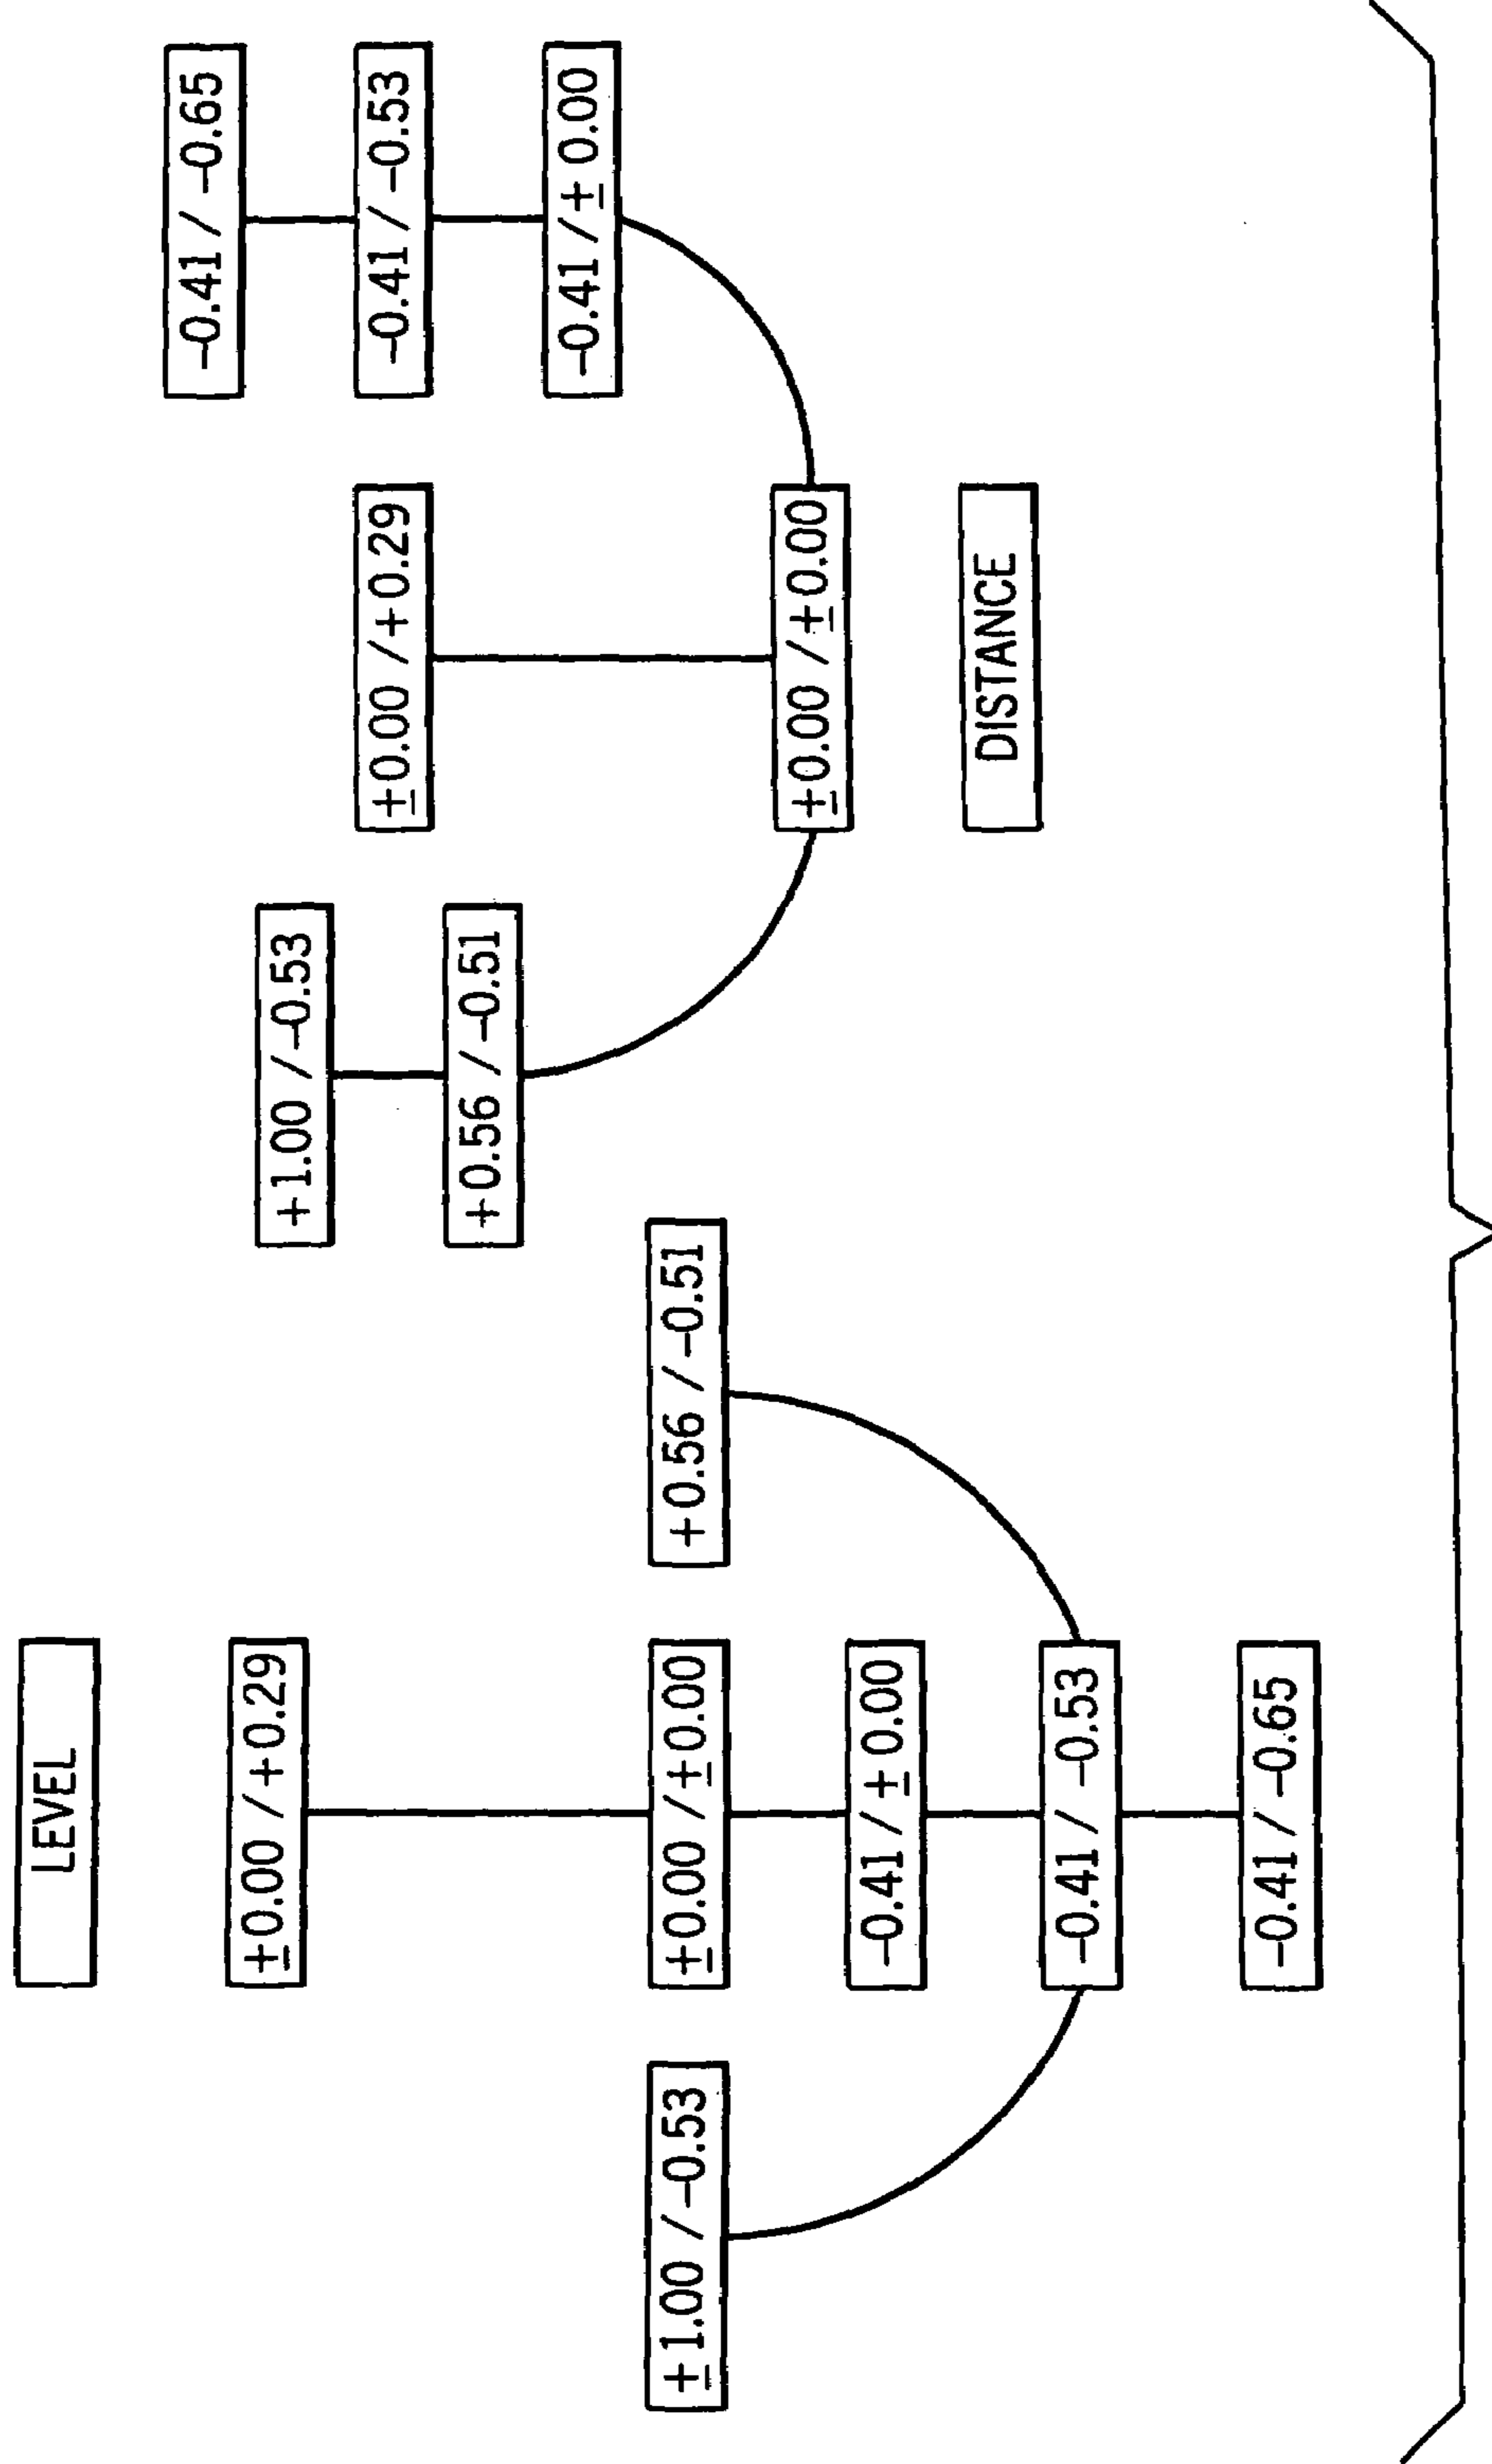 LEVEL
±0.00 / +0.29
±1.00 / -0.53
±0.00 / ±0.00
+0.56 / -0.51
-0.41 / ±0.00
-0.41 / -0.53
-0.41 / -0.65
-0.41 / -0.65
+1.00 / -0.53
±0.00 / +0.29
-0.41 / -0.53
+0.56 / -0.51
-0.41 / ±0.00
±0.00 / ±0.00
DISTANCE